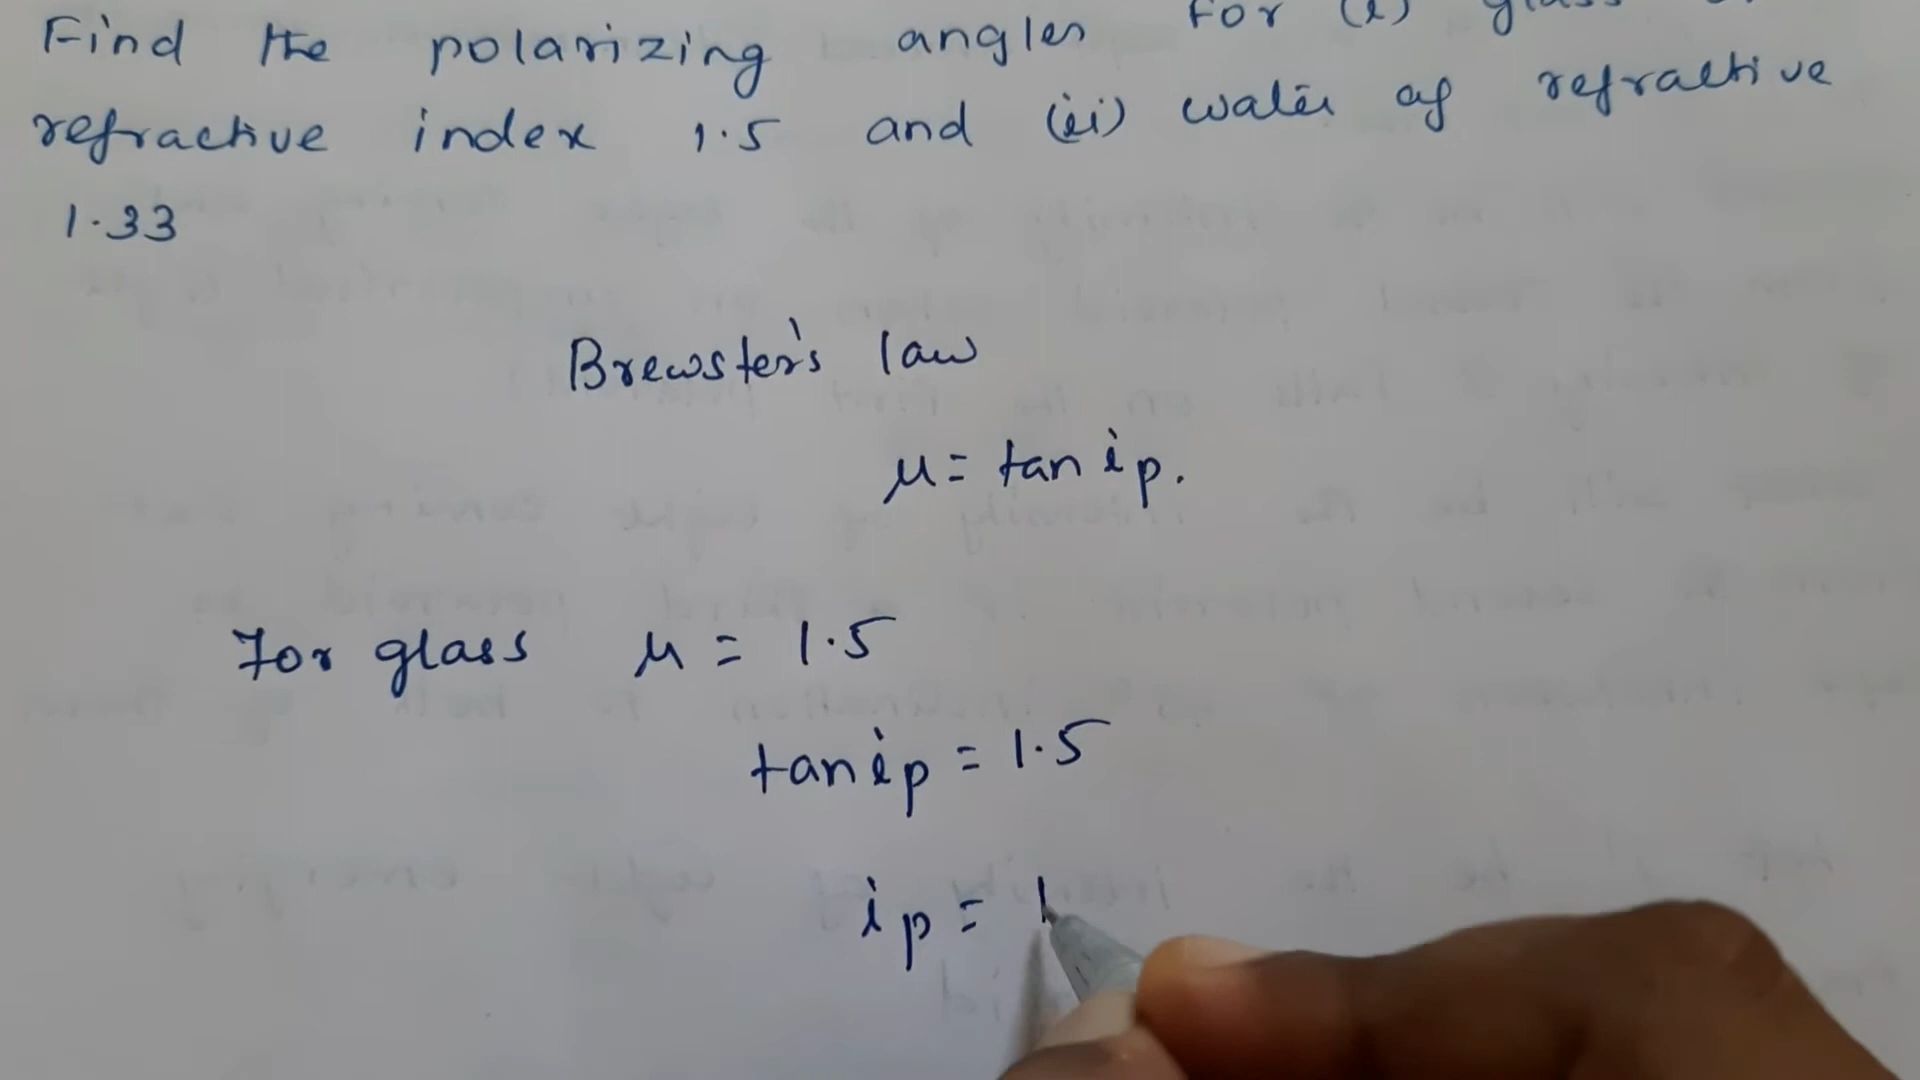 Find the polarizing angles For (i) glass
refractive index 1.5 and (ii) water of refractive
1.33
Brewster's law
μ = tan ip.
For glass μ = 1.5
tan ip = 1.5
ip =